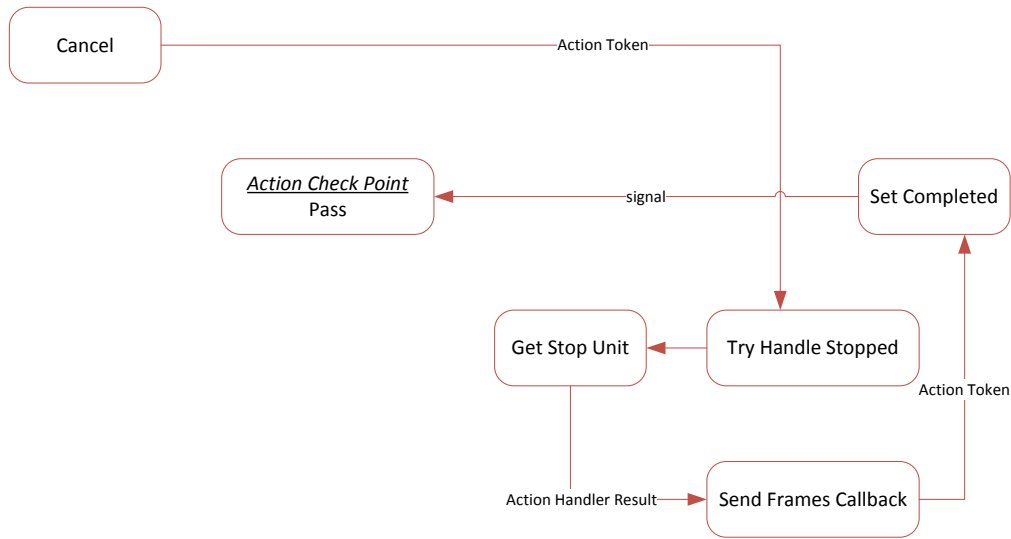 Cancel
Action Token
Action Check Point
Pass
signal
Set Completed
Get Stop Unit
Try Handle Stopped
Action Token
Action Handler Result
Send Frames Callback